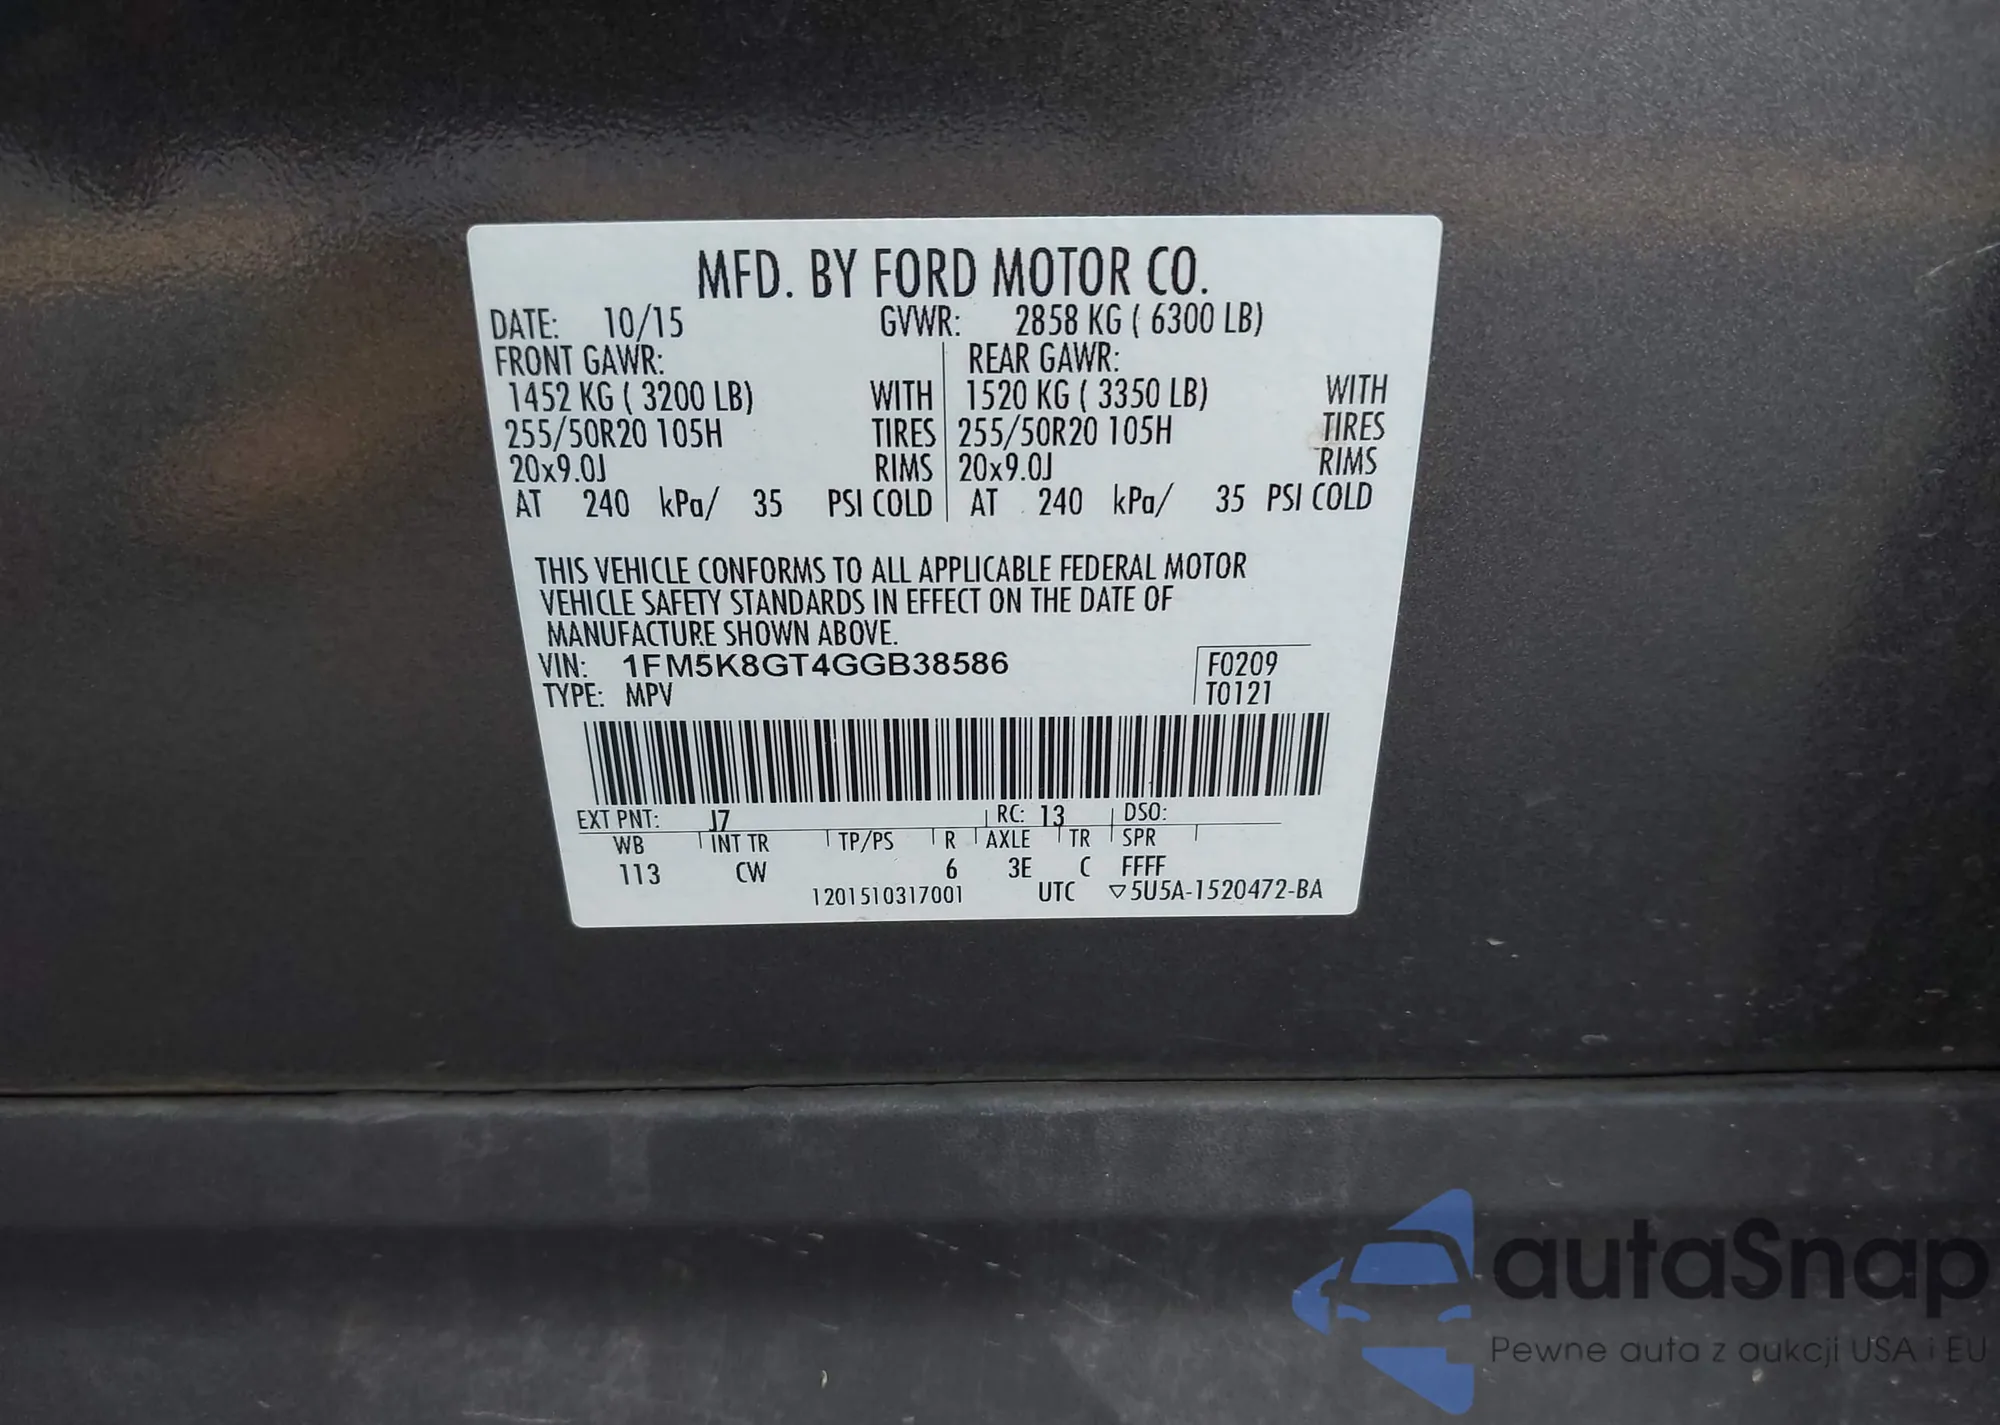 MFD. BY FORD MOTOR CO.
DATE: 10/15 GVWR: 2858 KG ( 6300 LB)
FRONT GAWR: REAR GAWR:
1452 KG ( 3200 LB) WITH 1520 KG ( 3350 LB) WITH
255/50R20 105H TIRES 255/50R20 105H TIRES
20x9.0J RIMS 20x9.0J RIMS
AT 240 kPa/ 35 PSI COLD AT 240 kPa/ 35 PSI COLD
THIS VEHICLE CONFORMS TO ALL APPLICABLE FEDERAL MOTOR
VEHICLE SAFETY STANDARDS IN EFFECT ON THE DATE OF
MANUFACTURE SHOWN ABOVE.
VIN: 1FM5K8GT4GGB38586 F0209
TYPE: MPV T0121
EXT PNT: J7 RC: 13 DSO:
WB INT TR TP/PS R AXLE TR SPR
113 CW 6 3E C FFFF
1201510317001 UTC ▽5U5A-1520472-BA
autaSnap
Pewne auta z aukcji USA i EU